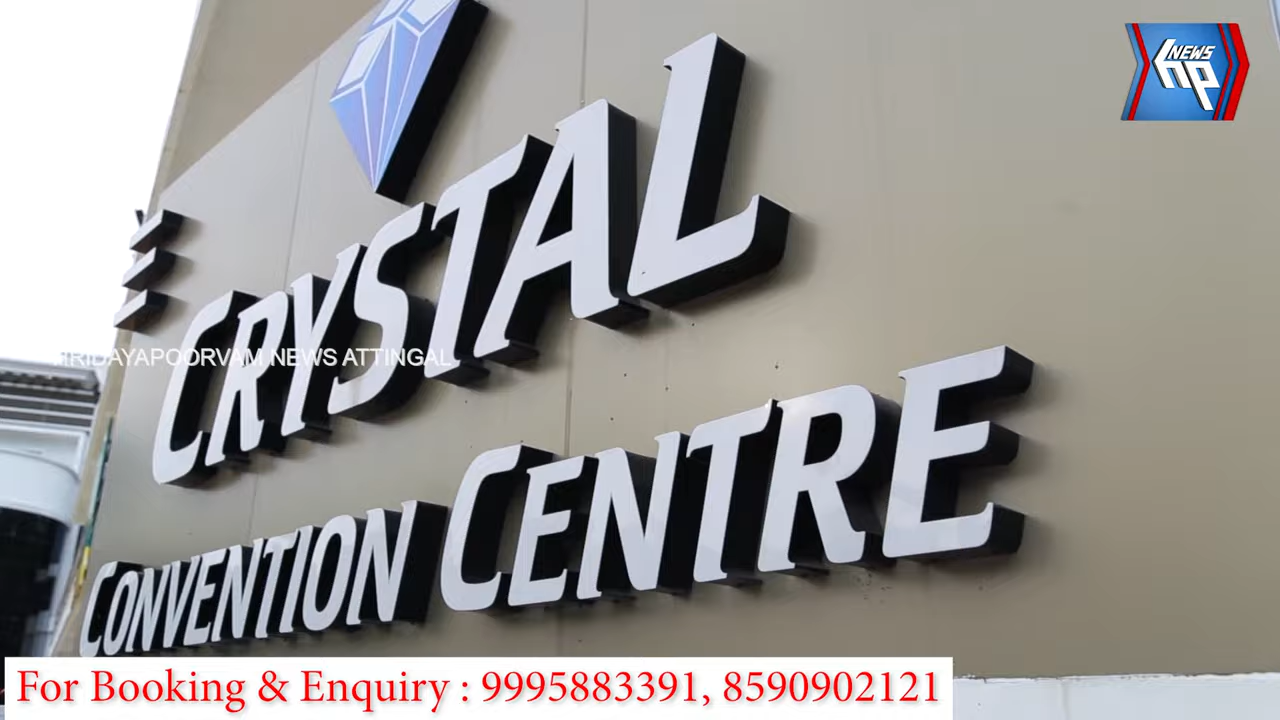 NEWS
hp
CRYSTAL
HRIDAYAPOORVAM NEWS ATTINGAL
CONVENTION CENTRE
For Booking & Enquiry : 9995883391, 8590902121